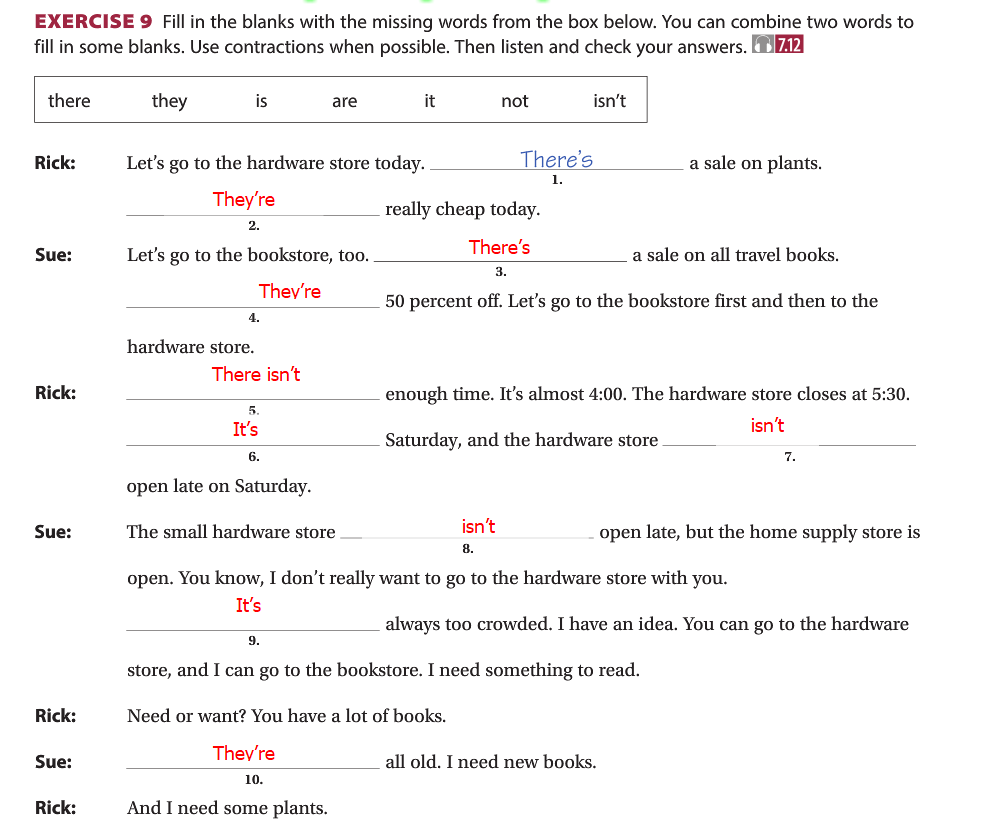 EXERCISE 9 Fill in the blanks with the missing words from the box below. You can combine two words to
fill in some blanks. Use contractions when possible. Then listen and check your answers. 7.12
there they is are it not isn't
Rick: Let's go to the hardware store today. There's a sale on plants.
1.
They're really cheap today.
2.
Sue: Let's go to the bookstore, too. There's a sale on all travel books.
3.
They're 50 percent off. Let's go to the bookstore first and then to the
4.
hardware store.
Rick: There isn't enough time. It's almost 4:00. The hardware store closes at 5:30.
5.
It's Saturday, and the hardware store isn't
6. 7.
open late on Saturday.
Sue: The small hardware store isn't open late, but the home supply store is
8.
open. You know, I don't really want to go to the hardware store with you.
It's always too crowded. I have an idea. You can go to the hardware
9.
store, and I can go to the bookstore. I need something to read.
Rick: Need or want? You have a lot of books.
Sue: They're all old. I need new books.
10.
Rick: And I need some plants.